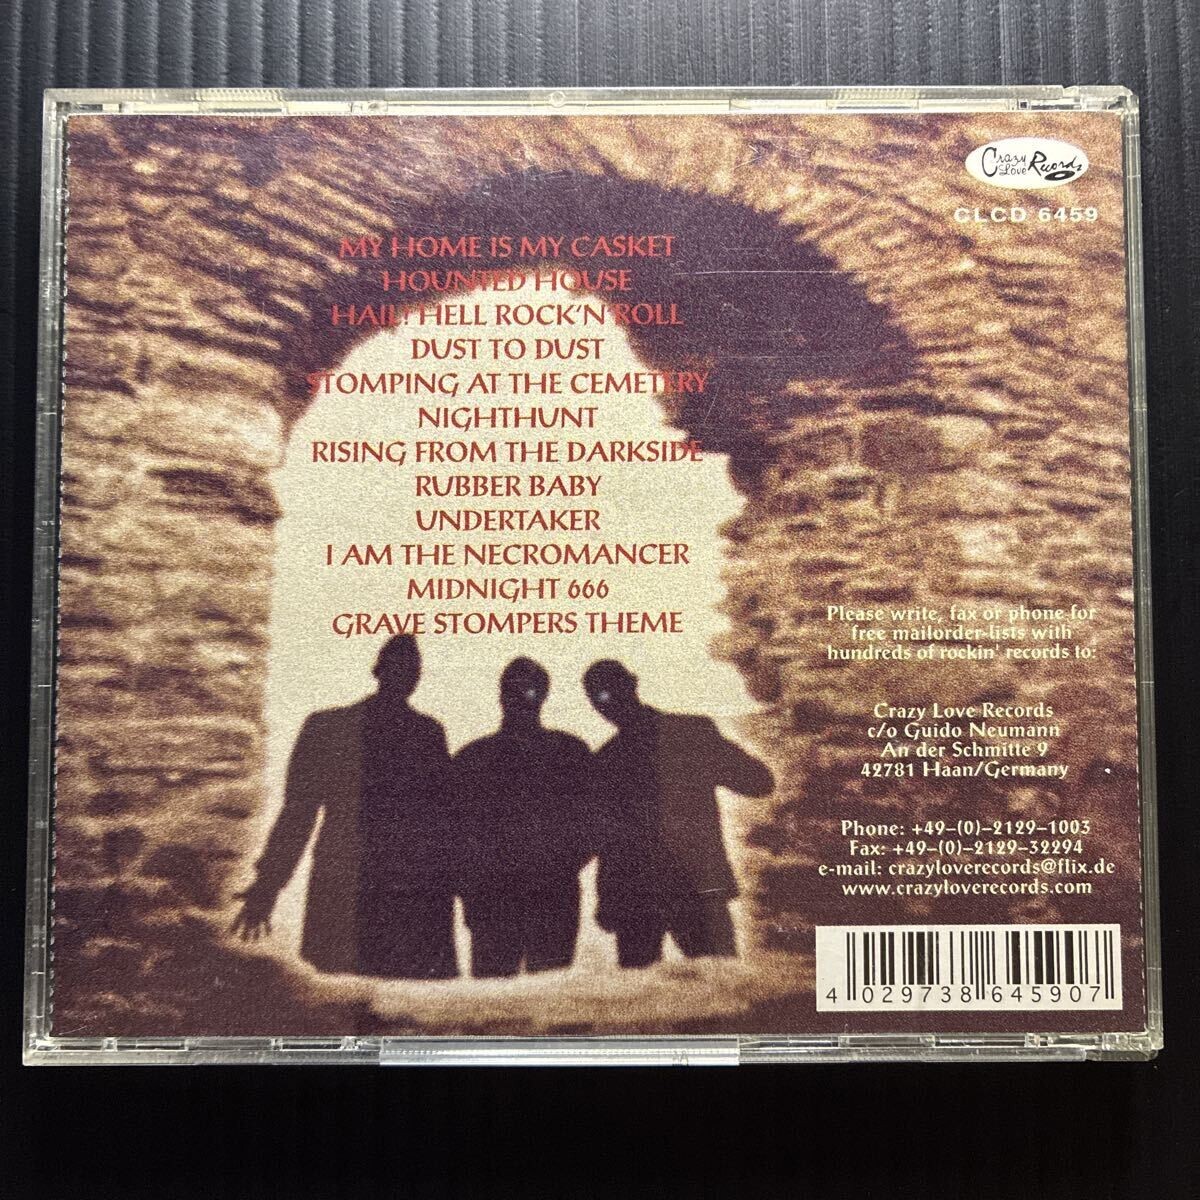 Crazy Love Records
CLCD 6459
MY HOME IS MY CASKET
HOUNTED HOUSE
HAIL! HELL ROCK'N'ROLL
DUST TO DUST
STOMPING AT THE CEMETERY
NIGHTHUNT
RISING FROM THE DARKSIDE
RUBBER BABY
UNDERTAKER
I AM THE NECROMANCER
MIDNIGHT 666
GRAVE STOMPERS THEME
Please write, fax or phone for
free mailorder-lists with
hundreds of rockin' records to:
Crazy Love Records
c/o Guido Neumann
An der Schmitte 9
42781 Haan/Germany
Phone: +49-(0)-2129-1003
Fax: +49-(0)-2129-32294
e-mail: crazyloverecords@flix.de
www.crazyloverecords.com
4 029738 645907